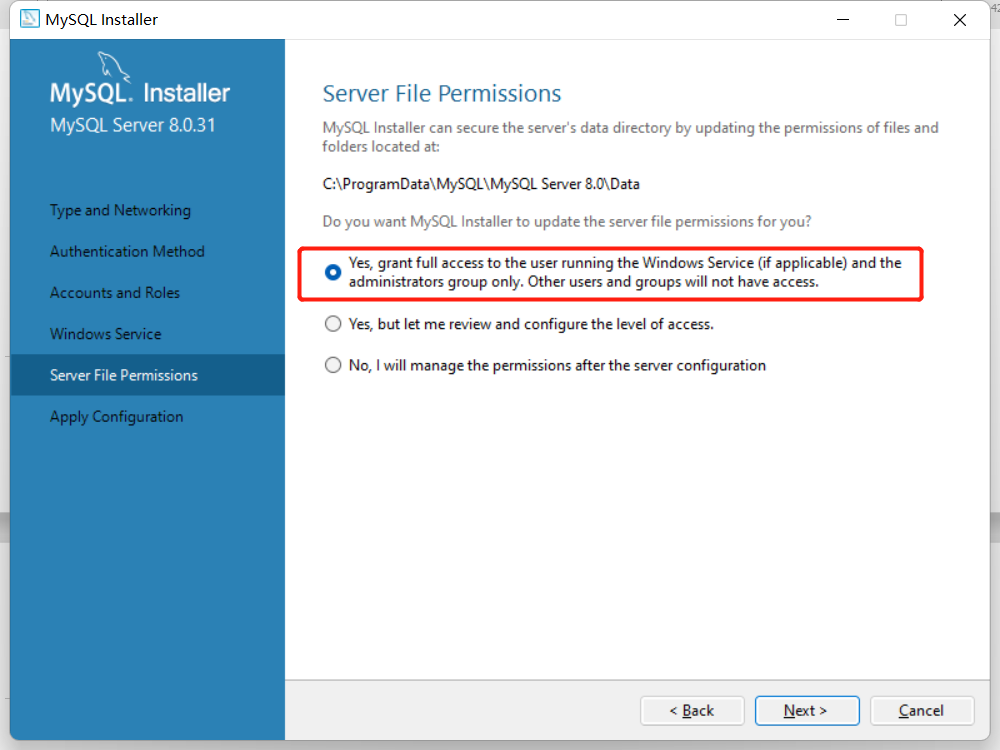 MySQL Installer
MySQL. Installer
MySQL Server 8.0.31
Type and Networking
Authentication Method
Accounts and Roles
Windows Service
Server File Permissions
Apply Configuration
Server File Permissions
MySQL Installer can secure the server's data directory by updating the permissions of files and
folders located at:
C:\ProgramData\MySQL\MySQL Server 8.0\Data
Do you want MySQL Installer to update the server file permissions for you?
Yes, grant full access to the user running the Windows Service (if applicable) and the
administrators group only. Other users and groups will not have access.
Yes, but let me review and configure the level of access.
No, I will manage the permissions after the server configuration
< Back
Next >
Cancel